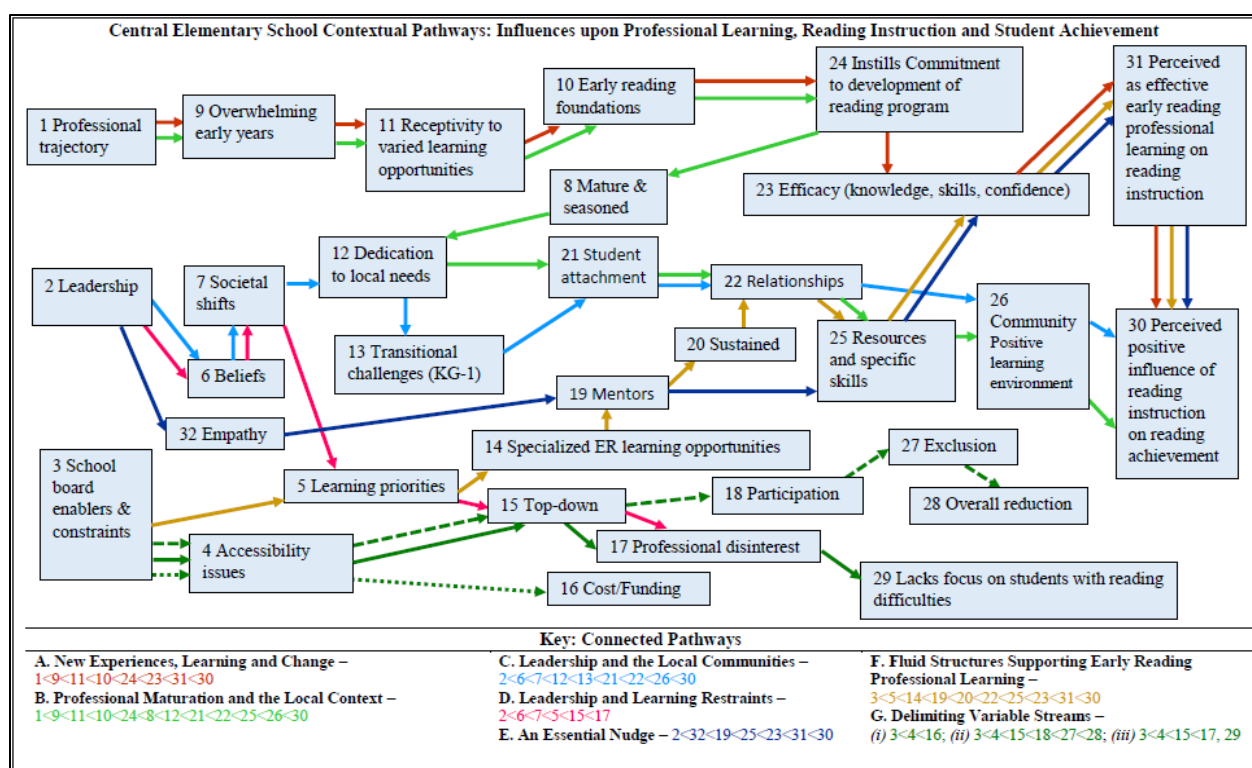 Central Elementary School Contextual Pathways: Influences upon Professional Learning, Reading Instruction and Student Achievement
1 Professional
trajectory
9 Overwhelming
early years
11 Receptivity to
varied learning
opportunities
10 Early reading
foundations
24 Instills Commitment
to development of
reading program
31 Perceived
as effective
early reading
professional
learning on
reading
instruction
8 Mature &
seasoned
23 Efficacy (knowledge, skills, confidence)
2 Leadership
7 Societal
shifts
12 Dedication
to local needs
21 Student
attachment
22 Relationships
26
Community
Positive
learning
environment
30 Perceived
positive
influence of
reading
instruction
on reading
achievement
6 Beliefs
13 Transitional
challenges (KG-1)
20 Sustained
25 Resources
and specific
skills
19 Mentors
32 Empathy
14 Specialized ER learning opportunities
27 Exclusion
3 School
board
enablers &
constraints
5 Learning priorities
15 Top-down
18 Participation
28 Overall reduction
4 Accessibility
issues
17 Professional disinterest
16 Cost/Funding
29 Lacks focus on students with reading
difficulties
Key: Connected Pathways
A. New Experiences, Learning and Change –
1<9<11<10<24<23<31<30
B. Professional Maturation and the Local Context –
1<9<11<10<24<8<12<21<22<25<26<30
C. Leadership and the Local Communities –
2<6<7<12<13<21<22<26<30
D. Leadership and Learning Restraints –
2<6<7<5<15<17
E. An Essential Nudge – 2<32<19<25<23<31<30
F. Fluid Structures Supporting Early Reading
Professional Learning –
3<5<14<19<20<22<25<23<31<30
G. Delimiting Variable Streams –
(i) 3<4<16; (ii) 3<4<15<18<27<28; (iii) 3<4<15<17, 29